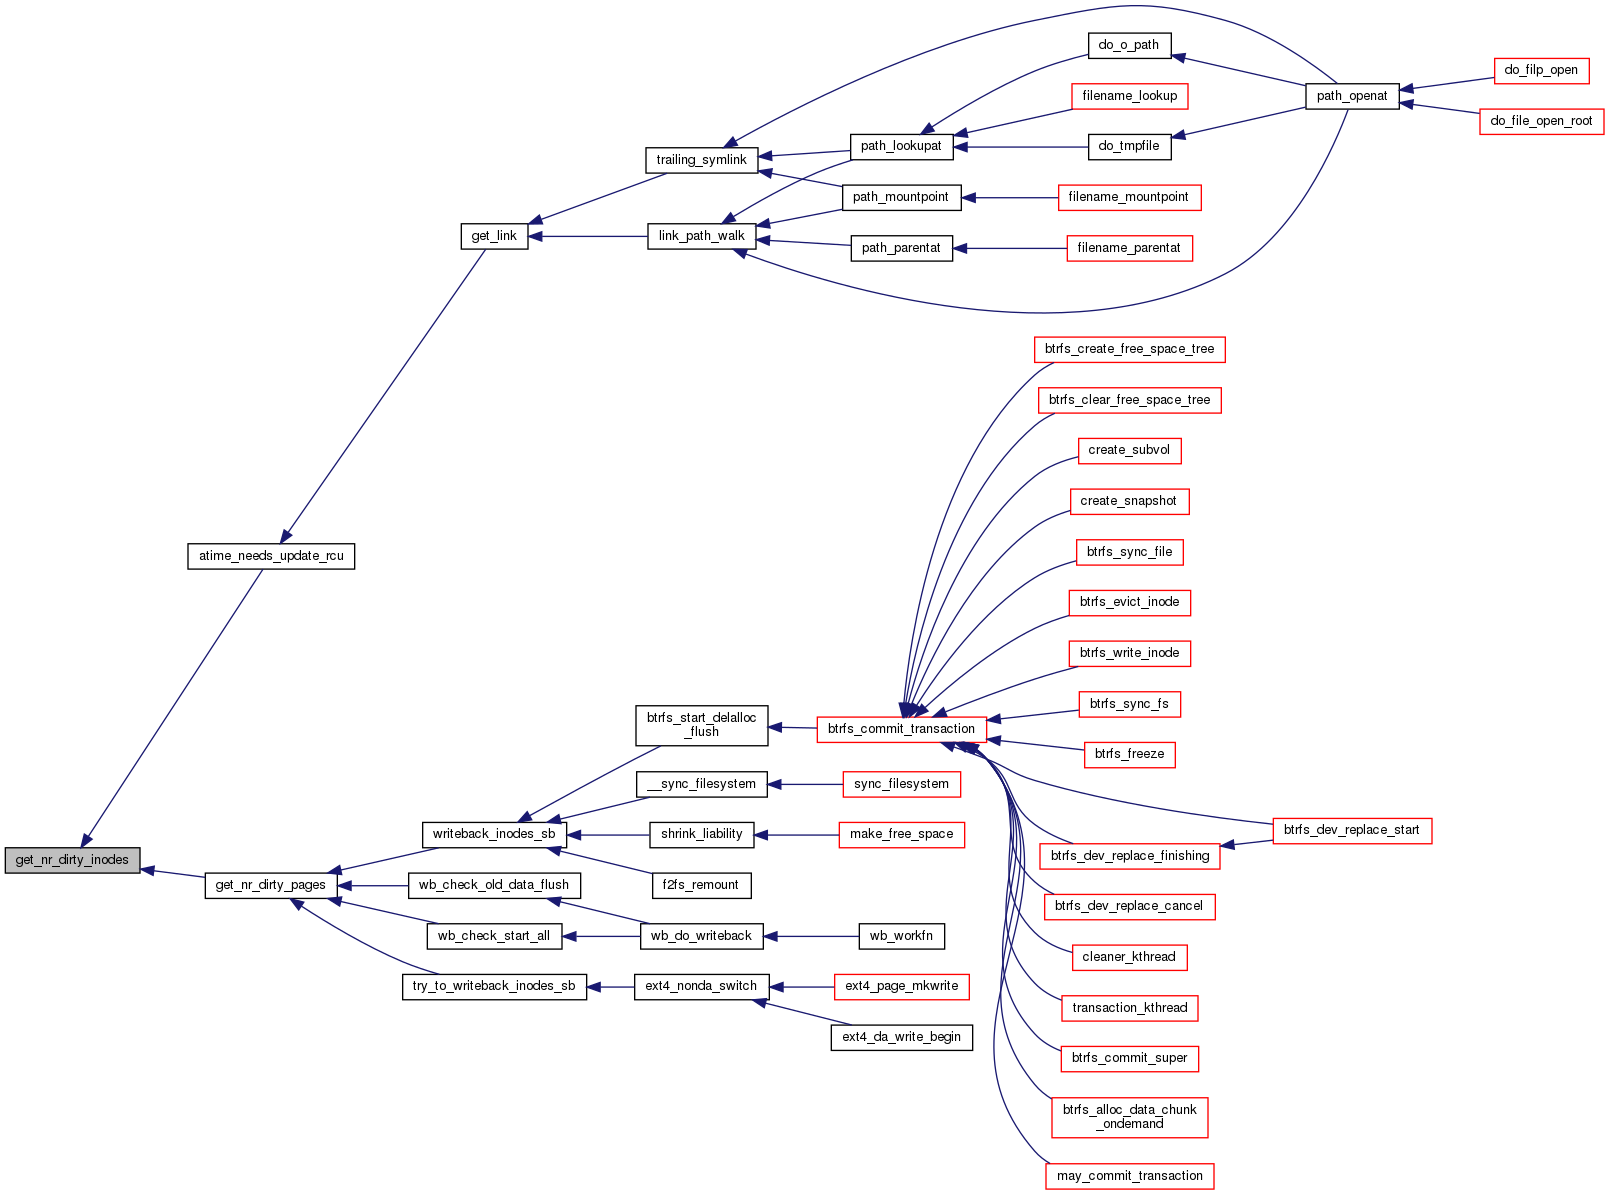 do_o_path
do_filp_open
filename_lookup
path_openat
do_file_open_root
path_lookupat
do_tmpfile
trailing_symlink
path_mountpoint
filename_mountpoint
get_link
link_path_walk
path_parentat
filename_parentat
btrfs_create_free_space_tree
btrfs_clear_free_space_tree
create_subvol
create_snapshot
btrfs_sync_file
atime_needs_update_rcu
btrfs_evict_inode
btrfs_write_inode
btrfs_sync_fs
btrfs_start_delalloc
_flush
btrfs_commit_transaction
btrfs_freeze
__sync_filesystem
sync_filesystem
writeback_inodes_sb
shrink_liability
make_free_space
btrfs_dev_replace_start
get_nr_dirty_inodes
btrfs_dev_replace_finishing
get_nr_dirty_pages
wb_check_old_data_flush
f2fs_remount
btrfs_dev_replace_cancel
wb_check_start_all
wb_do_writeback
wb_workfn
cleaner_kthread
try_to_writeback_inodes_sb
ext4_nonda_switch
ext4_page_mkwrite
transaction_kthread
ext4_da_write_begin
btrfs_commit_super
btrfs_alloc_data_chunk
_ondemand
may_commit_transaction